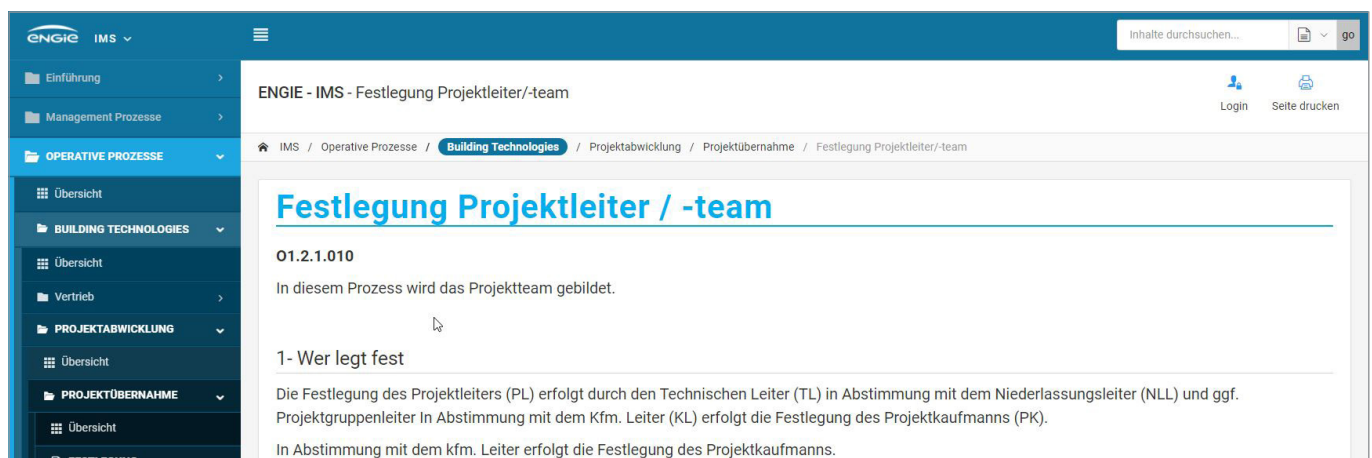 ENGIE IMS
Inhalte durchsuchen...
go
Einführung
Management Prozesse
OPERATIVE PROZESSE
Übersicht
BUILDING TECHNOLOGIES
Übersicht
Vertrieb
PROJEKTABWICKLUNG
Übersicht
PROJEKTÜBERNAHME
Übersicht
ENGIE - IMS - Festlegung Projektleiter/-team
Login
Seite drucken
IMS / Operative Prozesse / Building Technologies / Projektabwicklung / Projektübernahme / Festlegung Projektleiter/-team
Festlegung Projektleiter / -team
O1.2.1.010
In diesem Prozess wird das Projektteam gebildet.
1- Wer legt fest
Die Festlegung des Projektleiters (PL) erfolgt durch den Technischen Leiter (TL) in Abstimmung mit dem Niederlassungsleiter (NLL) und ggf.
Projektgruppenleiter In Abstimmung mit dem Kfm. Leiter (KL) erfolgt die Festlegung des Projektkaufmanns (PK).
In Abstimmung mit dem kfm. Leiter erfolgt die Festlegung des Projektkaufmanns.